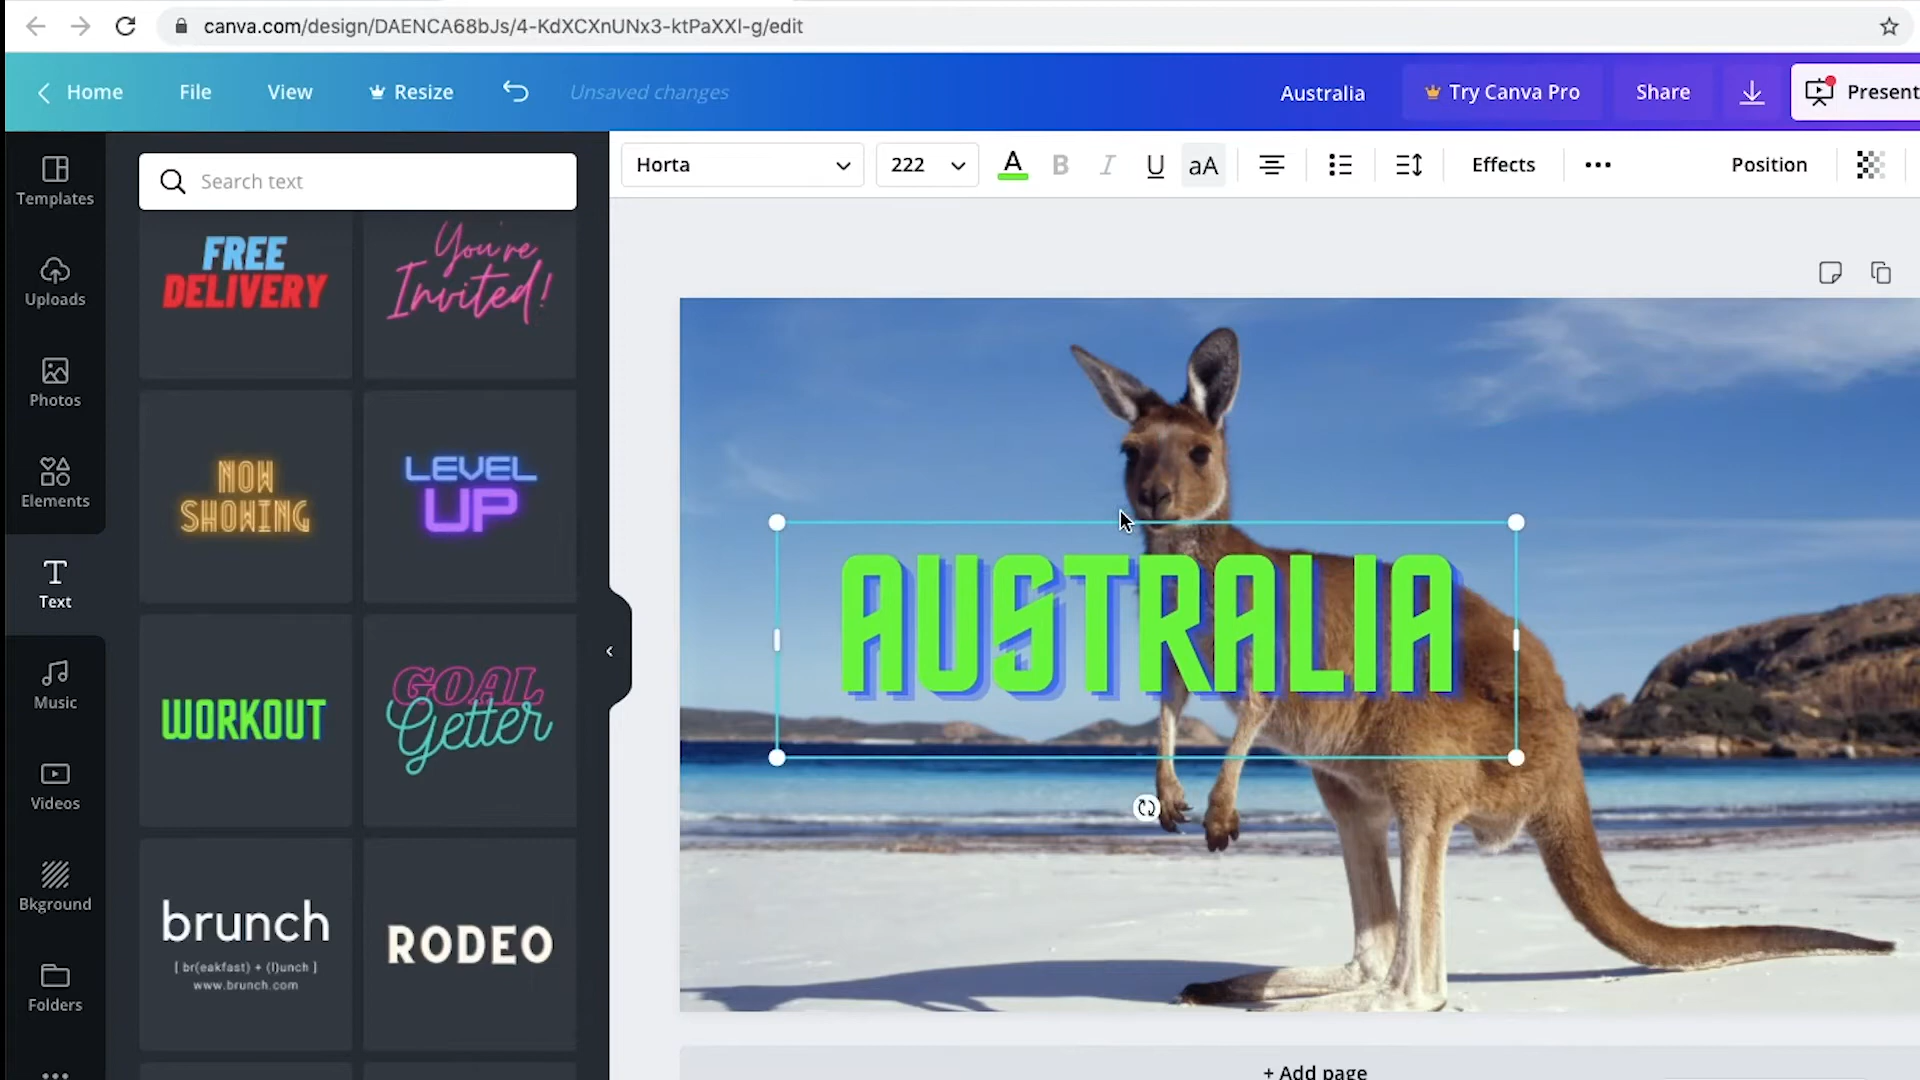 canva.com/design/DAENCA68bJs/4-KdXCXnUNx3-ktPaXXl-g/edit
Home File View Resize Unsaved changes Australia Try Canva Pro Share Present
Templates
Uploads
Photos
Elements
Text
Music
Videos
Bkground
Folders
Search text
FREE
DELIVERY
You're
Invited!
NOW
SHOWING
LEVEL
UP
WORKOUT
GOAL
Getter
brunch
[ br(eakfast) + (l)unch ]
www.brunch.com
RODEO
Horta 222 A B I U aA Effects Position
AUSTRALIA
+ Add page